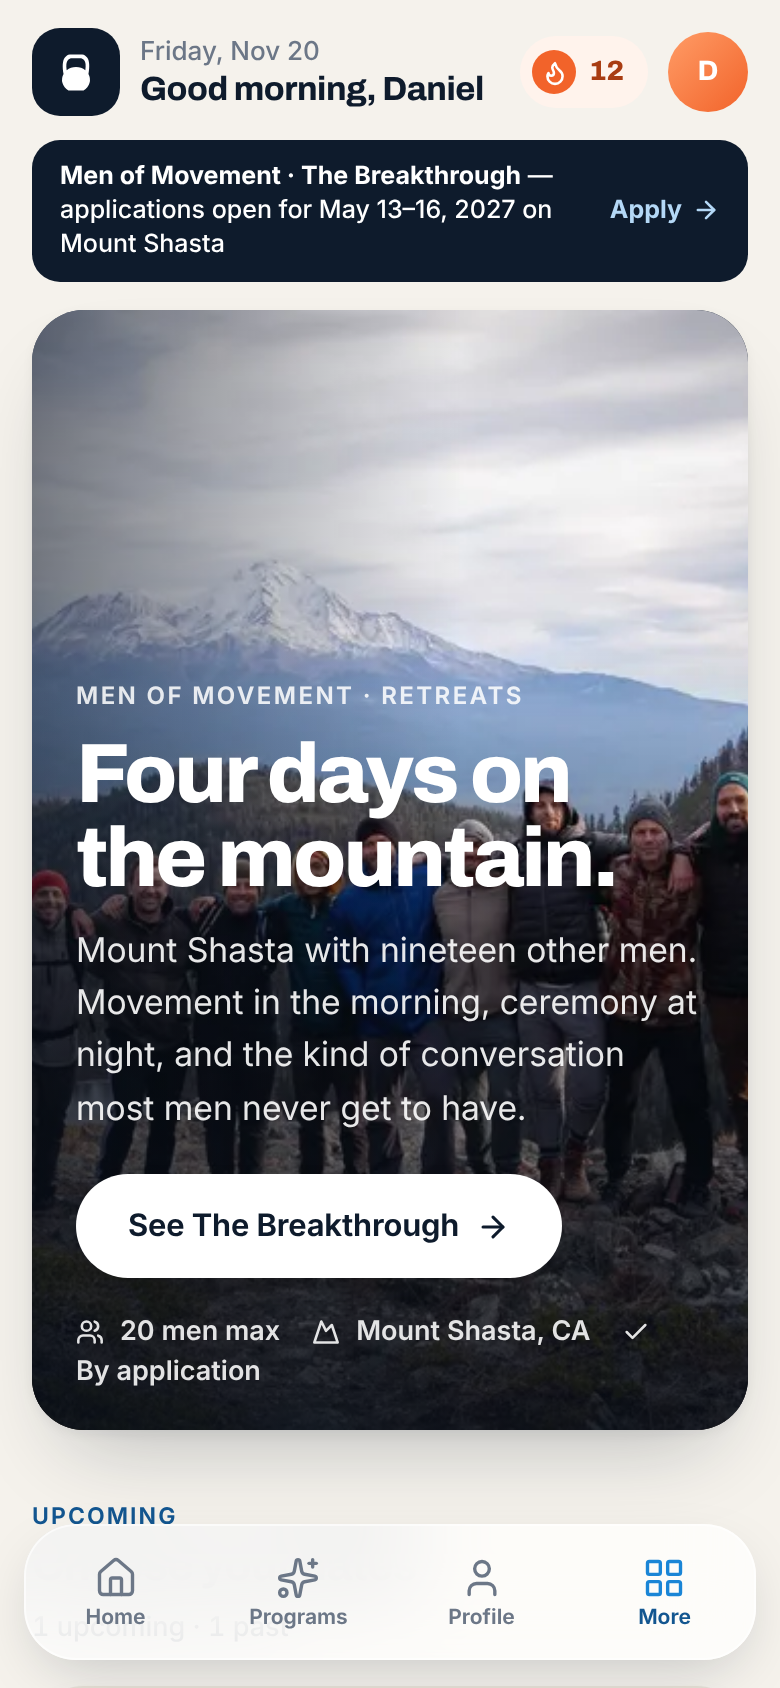 Friday, Nov 20
Good morning, Daniel
12
D
Men of Movement · The Breakthrough —
applications open for May 13–16, 2027 on
Mount Shasta
Apply →
MEN OF MOVEMENT · RETREATS
Four days on
the mountain.
Mount Shasta with nineteen other men.
Movement in the morning, ceremony at
night, and the kind of conversation
most men never get to have.
See The Breakthrough →
20 men max Mount Shasta, CA
By application
UPCOMING
1 upcoming · 1 past
Home Programs Profile More